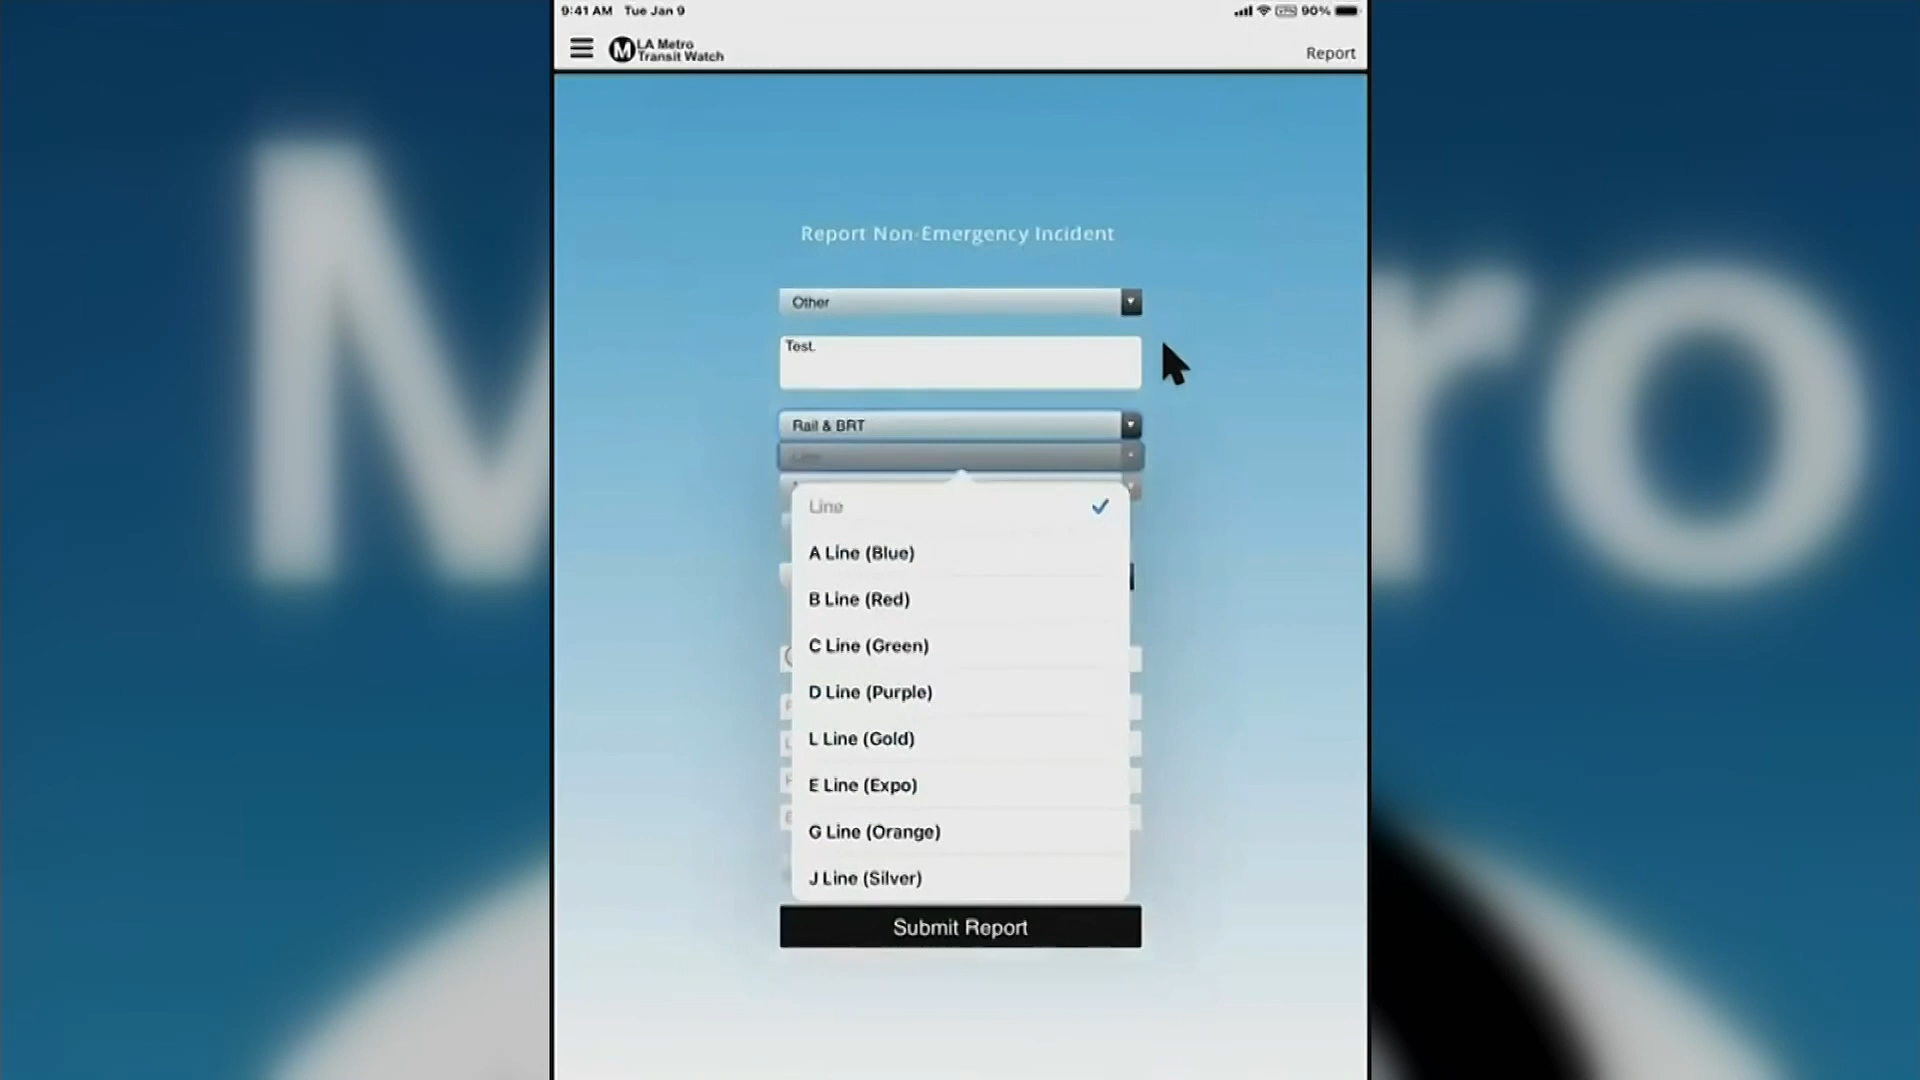 9:41 AM Tue Jan 9
90%
LA Metro
Transit Watch
Report
Report Non-Emergency Incident
Other
Test.
Rail & BRT
Line
Line
A Line (Blue)
B Line (Red)
C Line (Green)
D Line (Purple)
L Line (Gold)
E Line (Expo)
G Line (Orange)
J Line (Silver)
Submit Report
M
ro